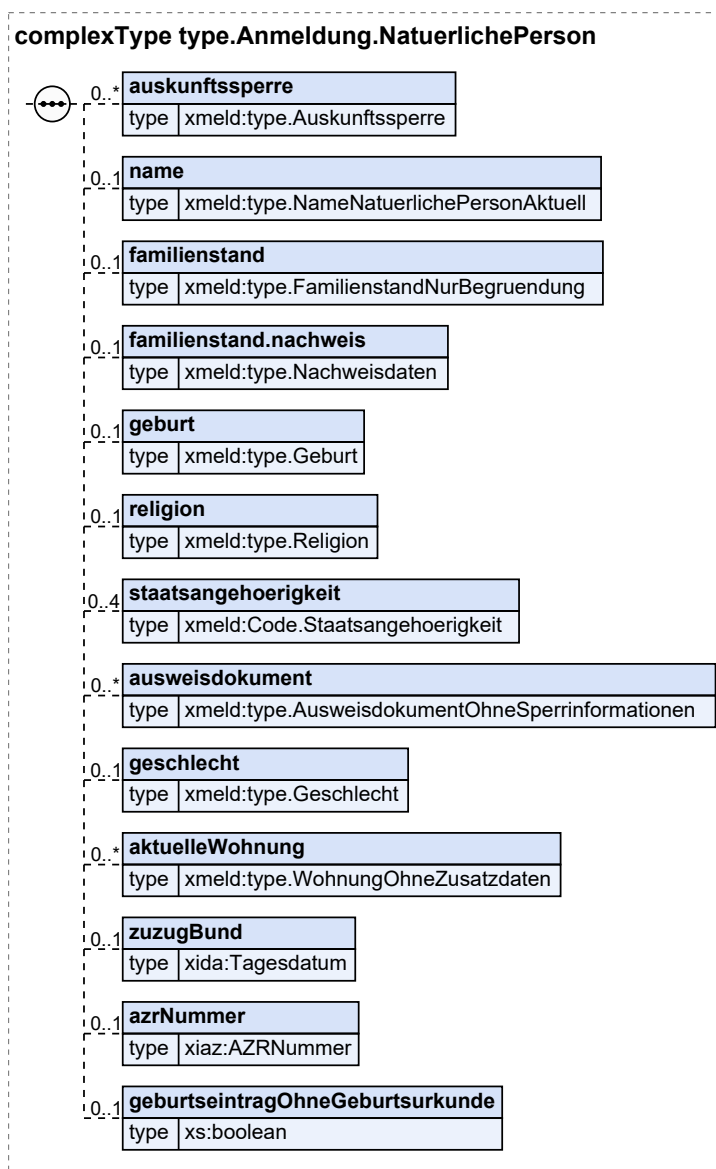 complexType type.Anmeldung.NatuerlichePerson
0..* auskunftssperre
type xmeld:type.Auskunftssperre
0..1 name
type xmeld:type.NameNatuerlichePersonAktuell
0..1 familienstand
type xmeld:type.FamilienstandNurBegruendung
0..1 familienstand.nachweis
type xmeld:type.Nachweisdaten
0..1 geburt
type xmeld:type.Geburt
0..1 religion
type xmeld:type.Religion
0..4 staatsangehoerigkeit
type xmeld:Code.Staatsangehoerigkeit
0..* ausweisdokument
type xmeld:type.AusweisdokumentOhneSperrinformationen
0..1 geschlecht
type xmeld:type.Geschlecht
0..* aktuelleWohnung
type xmeld:type.WohnungOhneZusatzdaten
0..1 zuzugBund
type xida:Tagesdatum
0..1 azrNummer
type xiaz:AZRNummer
0..1 geburtseintragOhneGeburtsurkunde
type xs:boolean